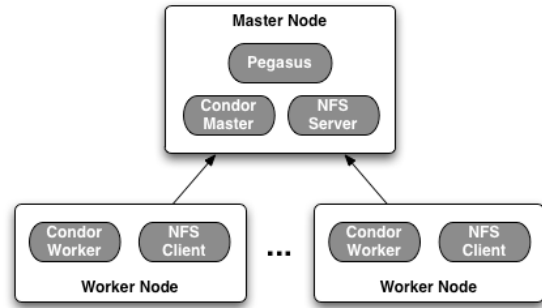 Master Node
Pegasus
Condor
Master
NFS
Server
Condor
Worker
NFS
Client
Worker Node
...
Condor
Worker
NFS
Client
Worker Node